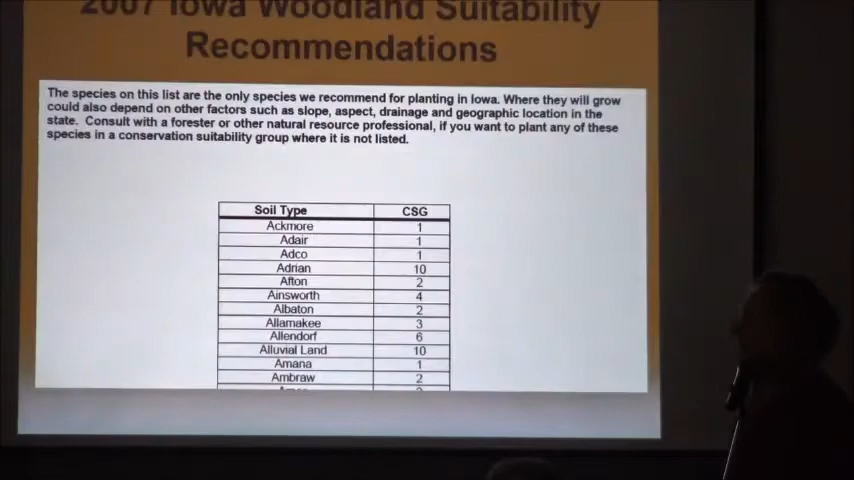 2007 Iowa Woodland Suitability
Recommendations
The species on this list are the only species we recommend for planting in Iowa. Where they will grow
could also depend on other factors such as slope, aspect, drainage and geographic location in the
state. Consult with a forester or other natural resource professional, if you want to plant any of these
species in a conservation suitability group where it is not listed.
Soil Type CSG
Ackmore 1
Adair 1
Adco 1
Adrian 10
Afton 2
Ainsworth 4
Albaton 2
Allamakee 3
Allendorf 6
Alluvial Land 10
Amana 1
Ambraw 2